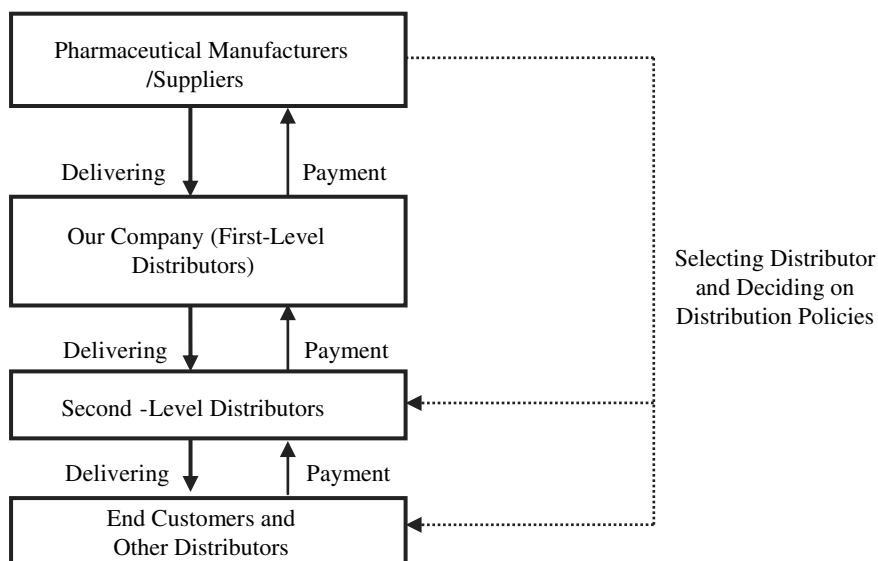 Pharmaceutical Manufacturers
/Suppliers
Delivering
Payment
Our Company (First-Level
Distributors)
Selecting Distributor
and Deciding on
Distribution Policies
Delivering
Payment
Second -Level Distributors
Delivering
Payment
End Customers and
Other Distributors